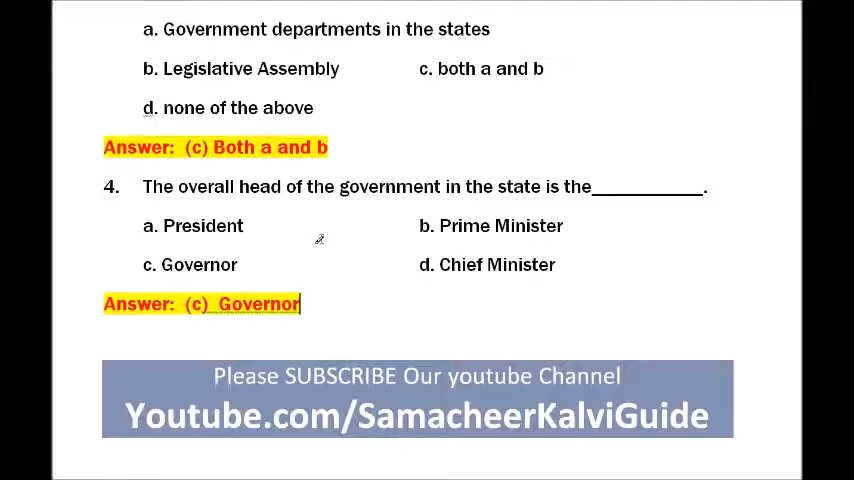 a. Government departments in the states
b. Legislative Assembly c. both a and b
d. none of the above
Answer: (c) Both a and b
4. The overall head of the government in the state is the___________.
a. President b. Prime Minister
c. Governor d. Chief Minister
Answer: (c) Governor
Please SUBSCRIBE Our youtube Channel
Youtube.com/SamacheerKalviGuide